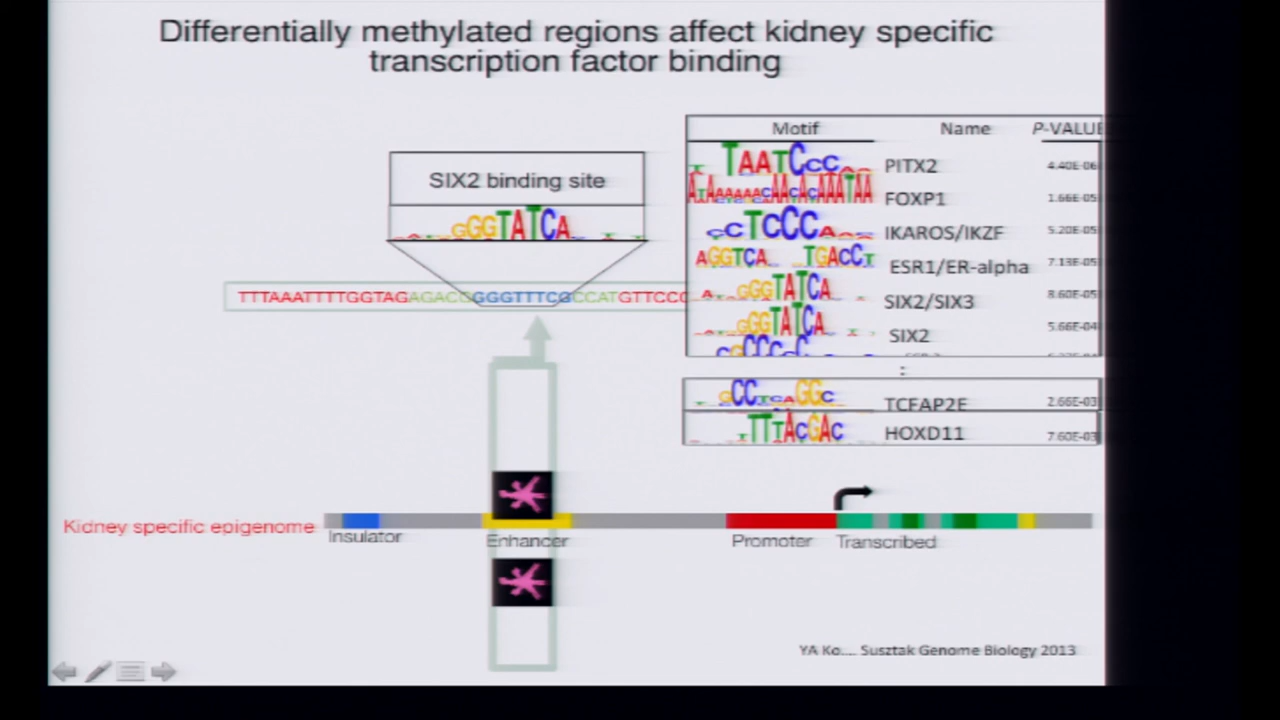 Differentially methylated regions affect kidney specific
transcription factor binding
Motif Name P-VALUE
SIX2 binding site
PITX2 4.40E-06
FOXP1 1.66E-05
IKAROS/IKZF 5.20E-05
ESR1/ER-alpha 7.13E-05
SIX2/SIX3 8.60E-05
SIX2 5.66E-04
GGGTATCA
TTTAAATTTTGGTAGAGACCGGGTTTCGCCATGTTCCC
:
TCFAP2E 2.66E-03
HOXD11 7.60E-03
Kidney specific epigenome
Insulator
Enhancer
Promoter
Transcribed
YA Ko.... Susztak Genome Biology 2013